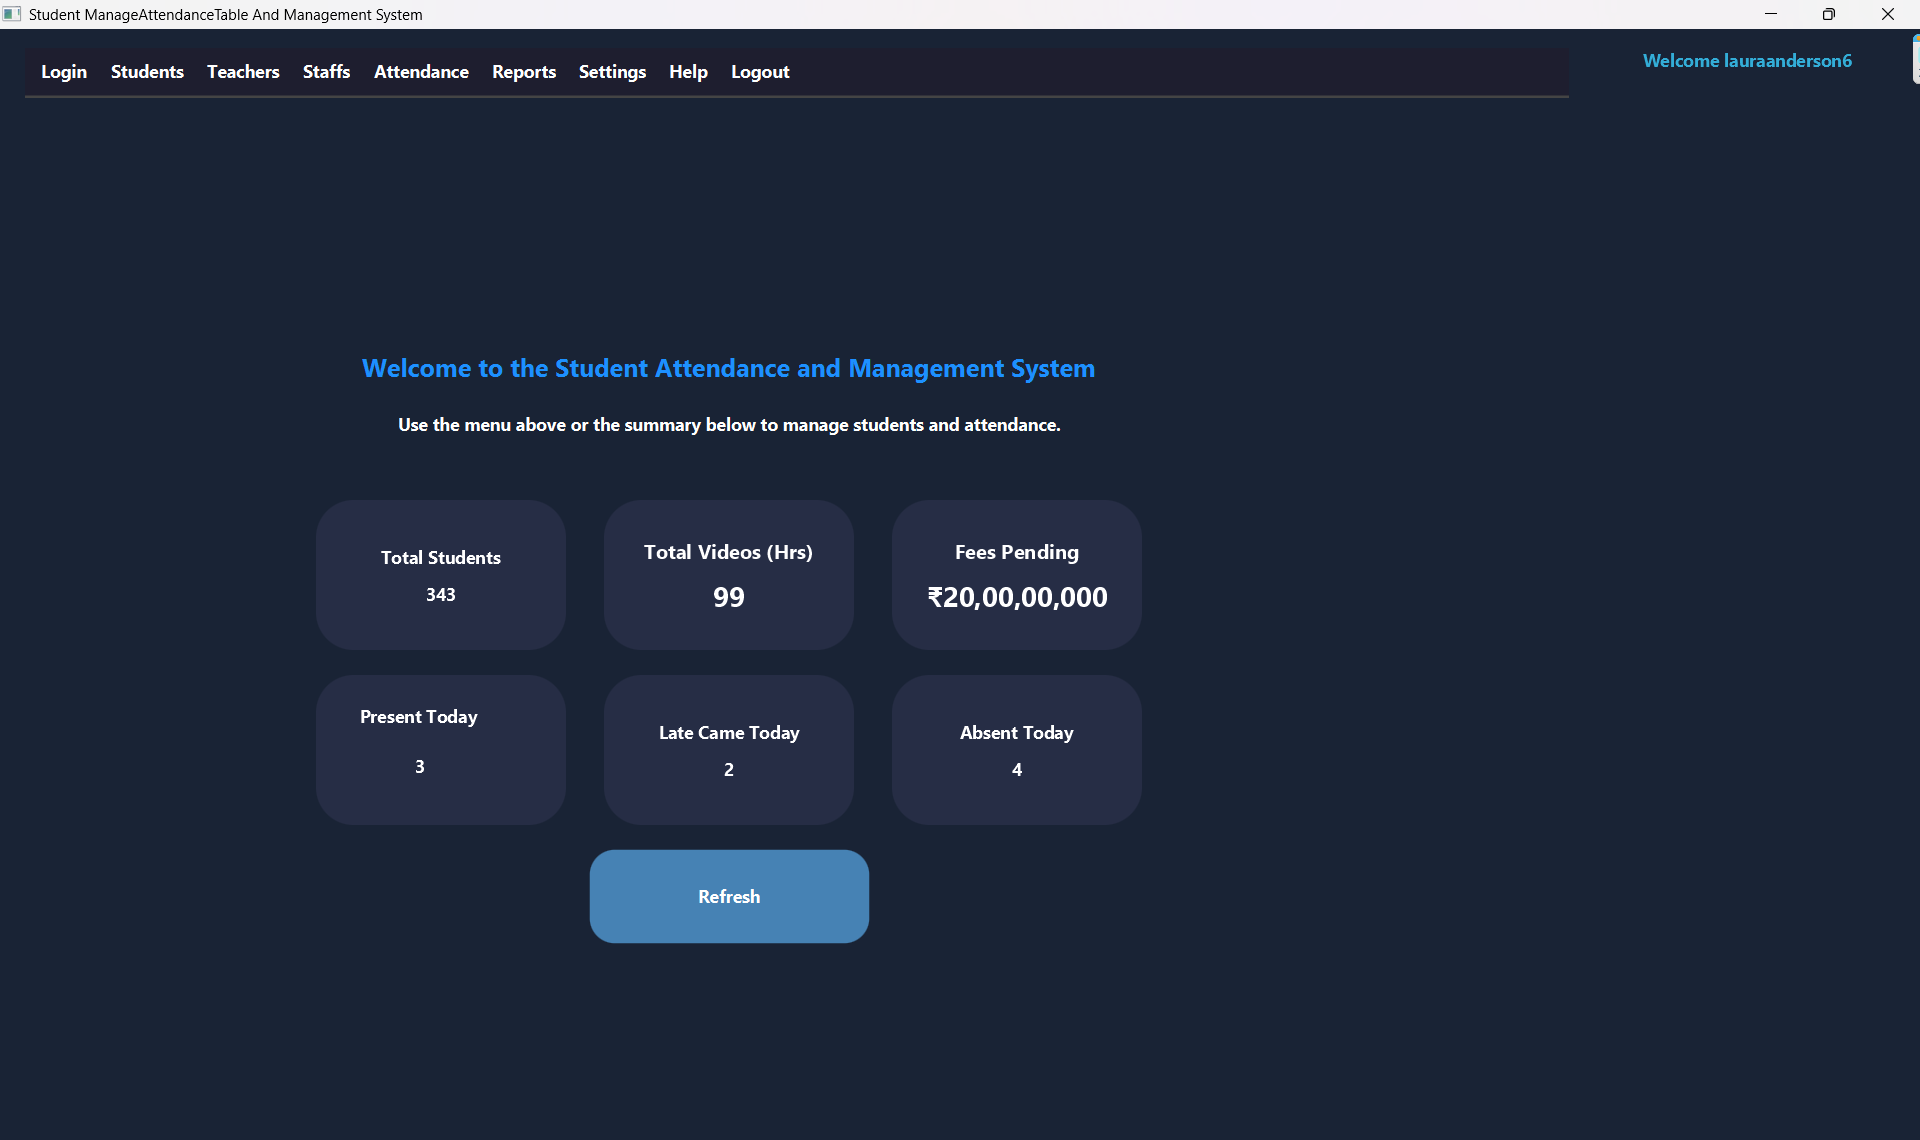 Student ManageAttendanceTable And Management System
Login Students Teachers Staffs Attendance Reports Settings Help Logout
Welcome lauraanderson6
Welcome to the Student Attendance and Management System
Use the menu above or the summary below to manage students and attendance.
Total Students
343
Total Videos (Hrs)
99
Fees Pending
₹20,00,00,000
Present Today
3
Late Came Today
2
Absent Today
4
Refresh